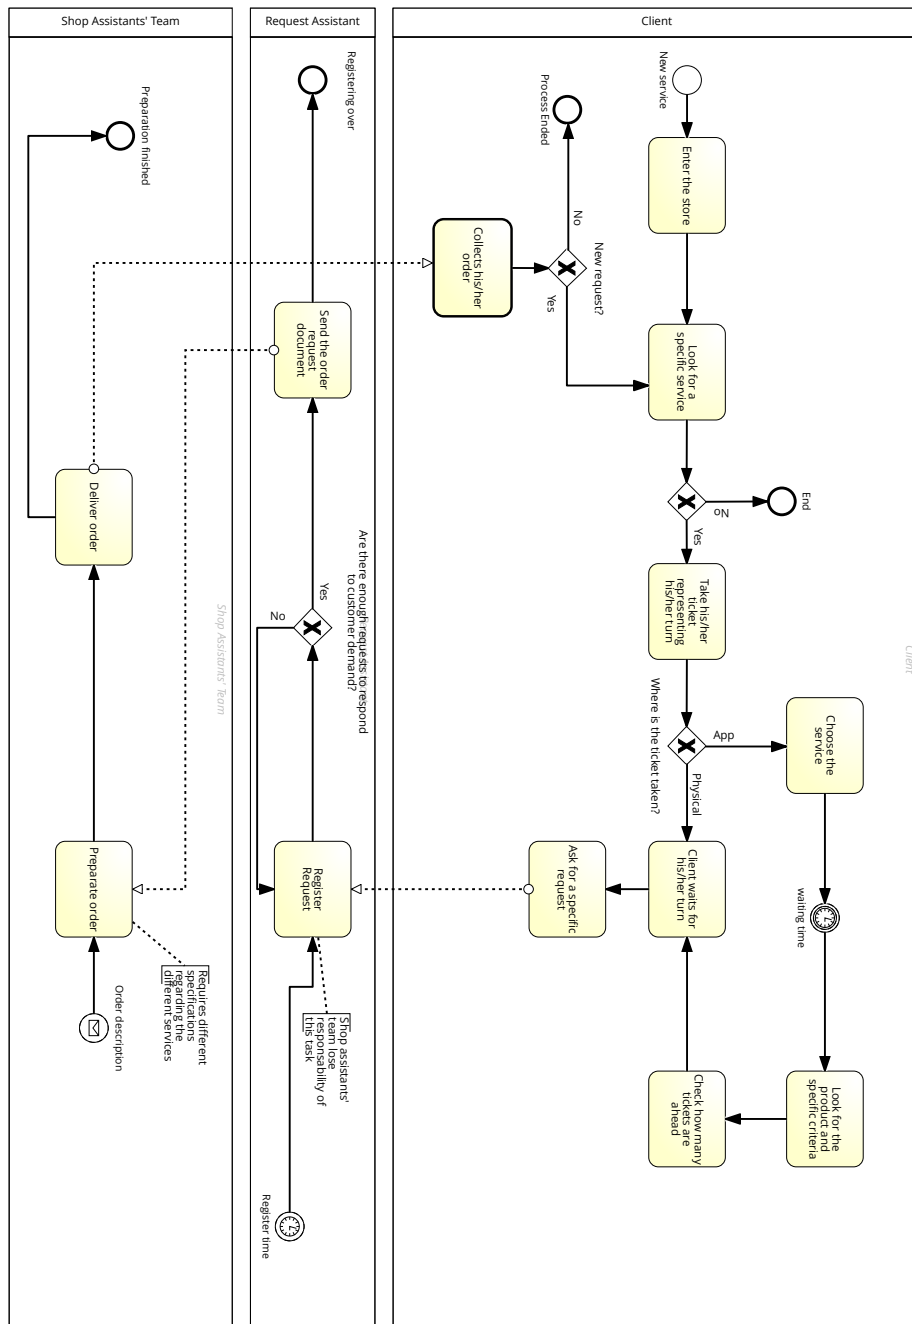 Shop Assistants' Team
Request Assistant
Client
New service
Enter the store
Look for a
specific service
No
End
Yes
Take his/her
ticket
representing
his/her turn
Where is the ticket taken?
App
Physical
Choose the
service
waiting time
Look for the
product and
specific criteria
Check how many
tickets are
ahead
Client waits for
his/her turn
Ask for a specific
request
Collects his/her
order
New request?
No
Yes
Process Ended
Client
Registering over
Send the order
request
document
Are there enough requests to respond
to customer demand?
Yes
No
Register
Request
Shop assistants'
team lose
responsability of
this task
Register time
Preparation finished
Deliver order
Shop Assistants' Team
Preparate order
Requires different
specifications
regarding the
different services
Order description